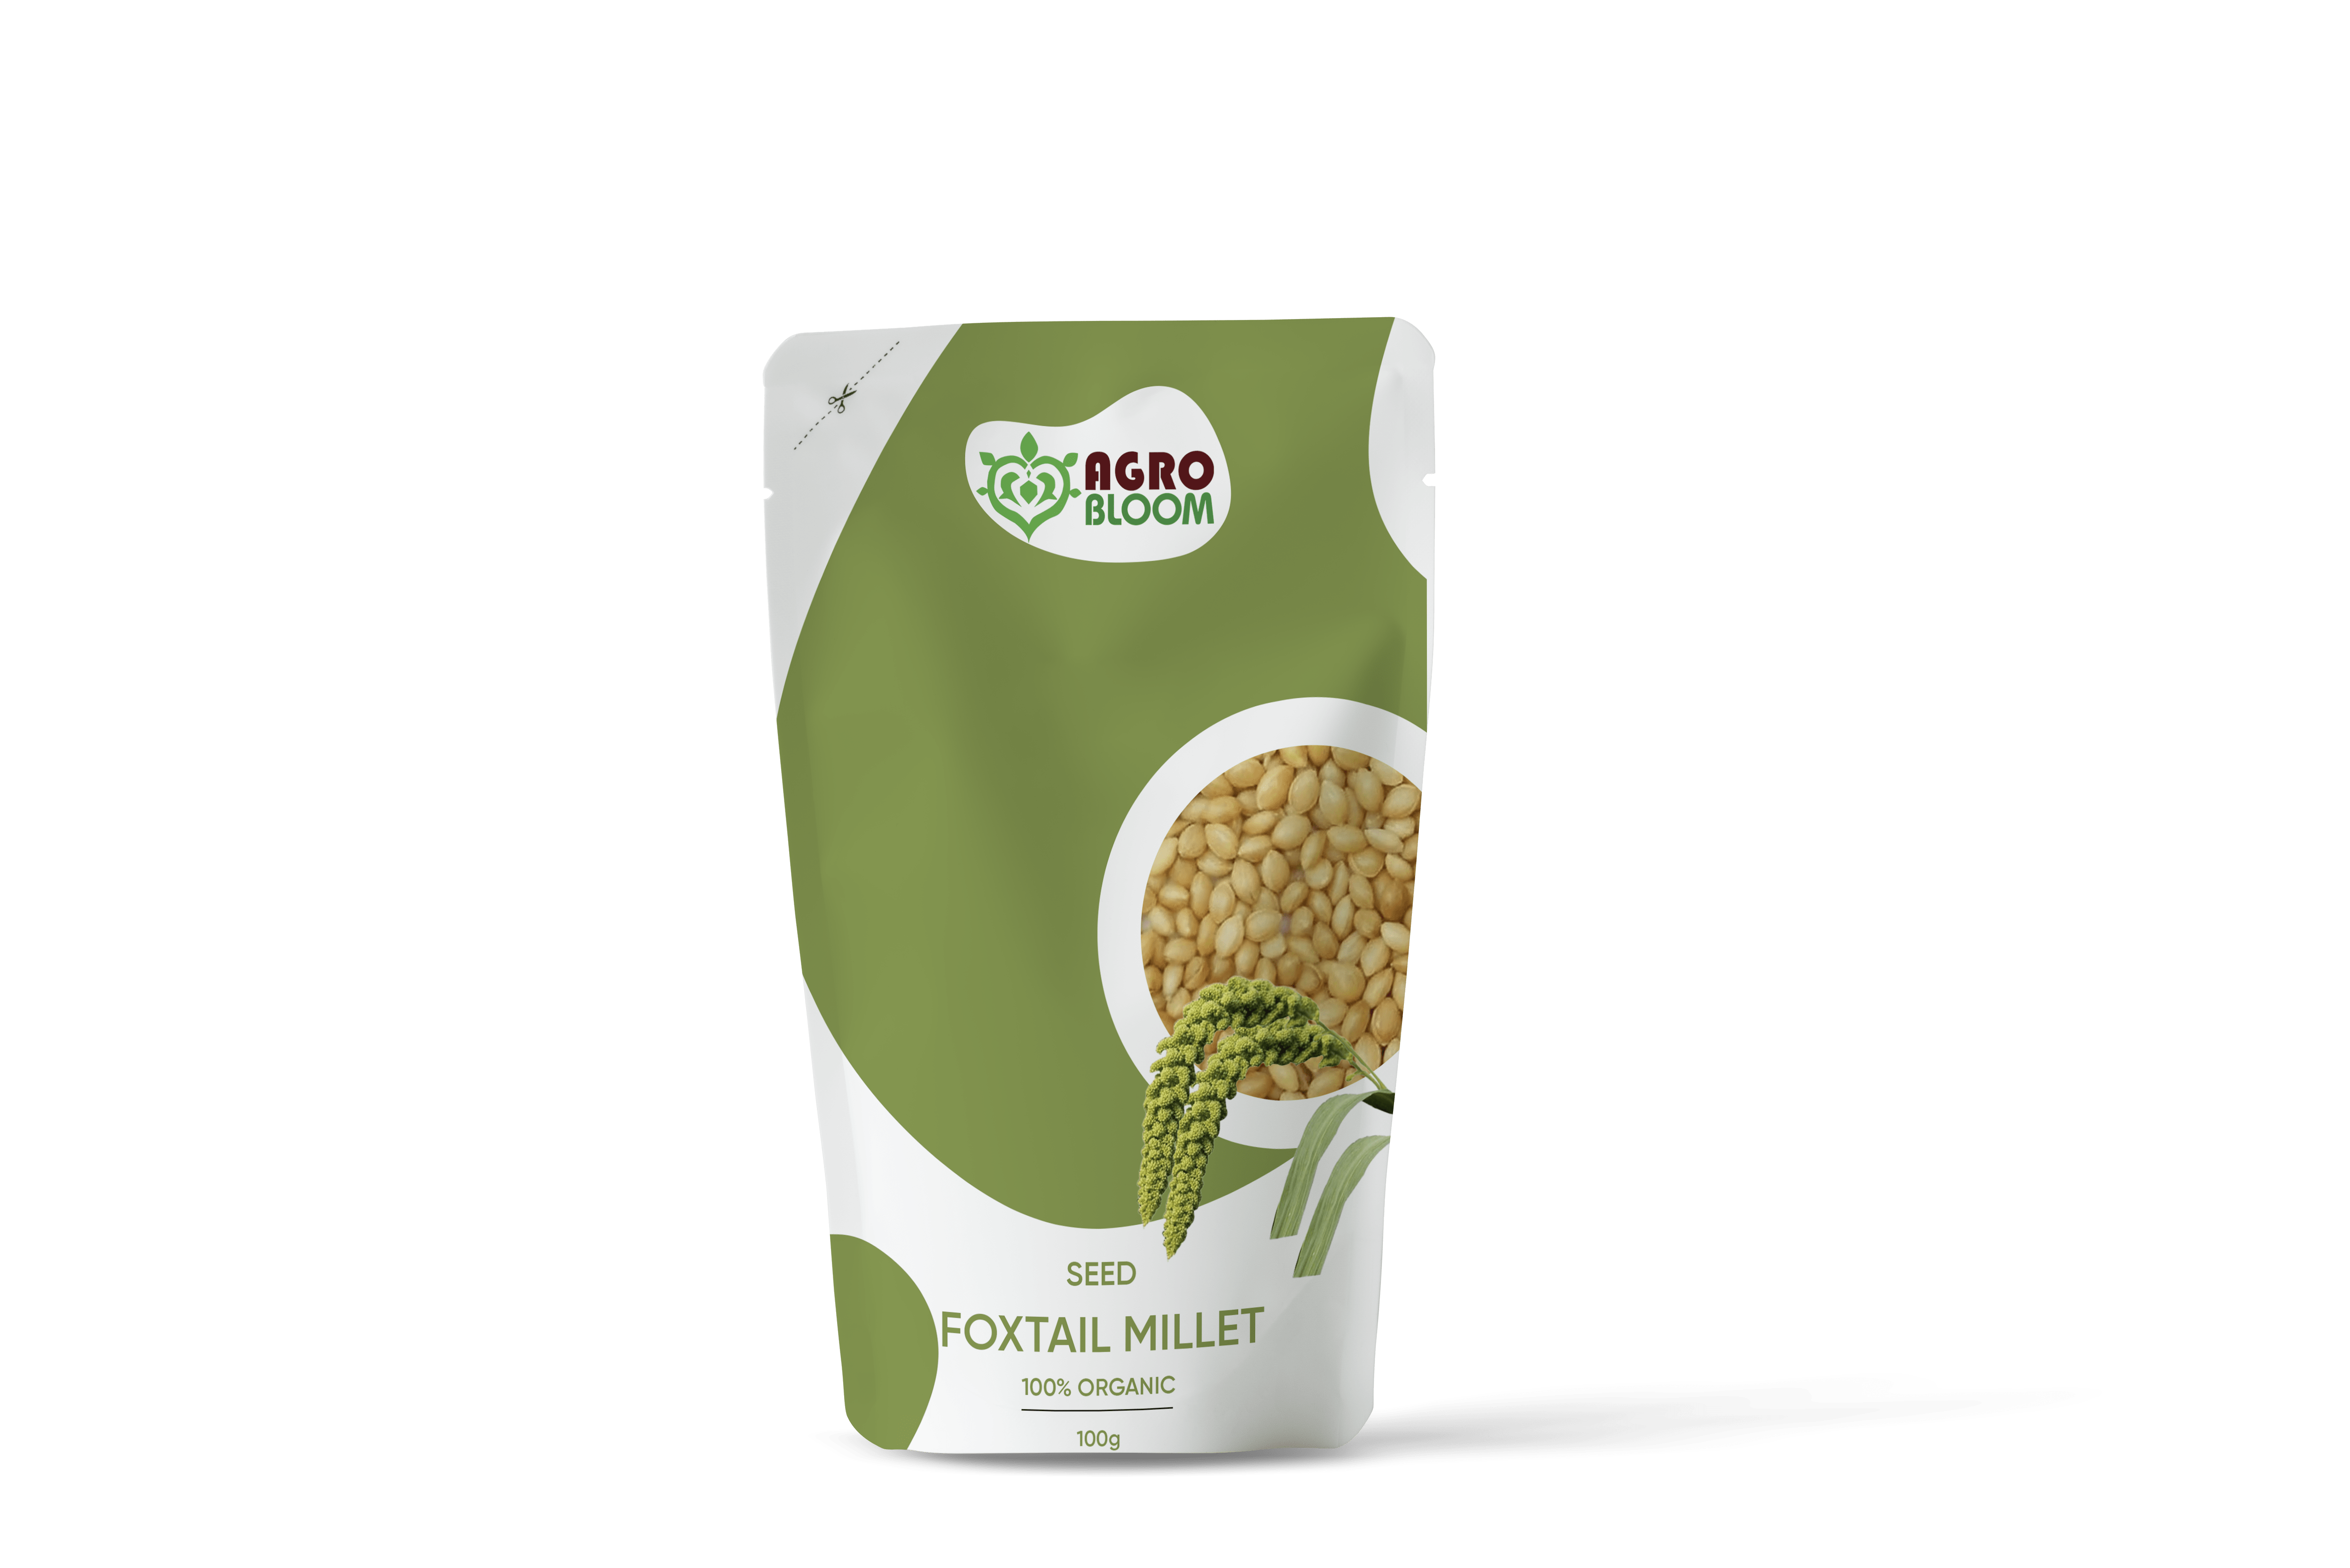 AGRO
BLOOM
SEED
FOXTAIL MILLET
100% ORGANIC
100g